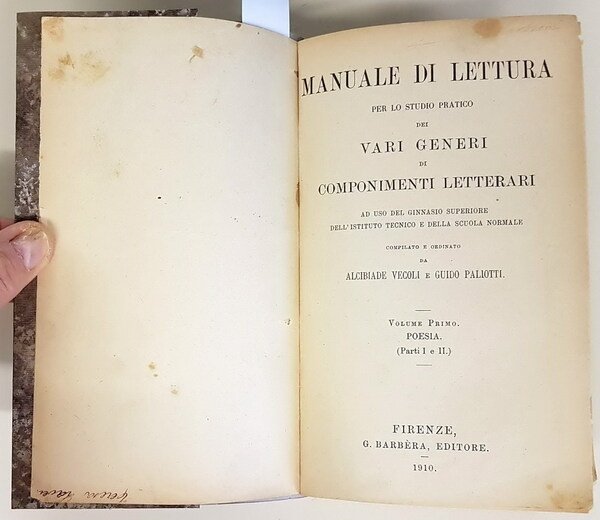 MANUALE DI LETTURA
PER LO STUDIO PRATICO
DEI
VARI GENERI
DI
COMPONIMENTI LETTERARI
AD USO DEL GINNASIO SUPERIORE
DELL'ISTITUTO TECNICO E DELLA SCUOLA NORMALE
COMPILATO E ORDINATO
DA
ALCIBIADE VECOLI E GUIDO PALIOTTI.
VOLUME PRIMO.
POESIA.
(Parti I e II.)
FIRENZE,
G. BARBÈRA, EDITORE.
1910.